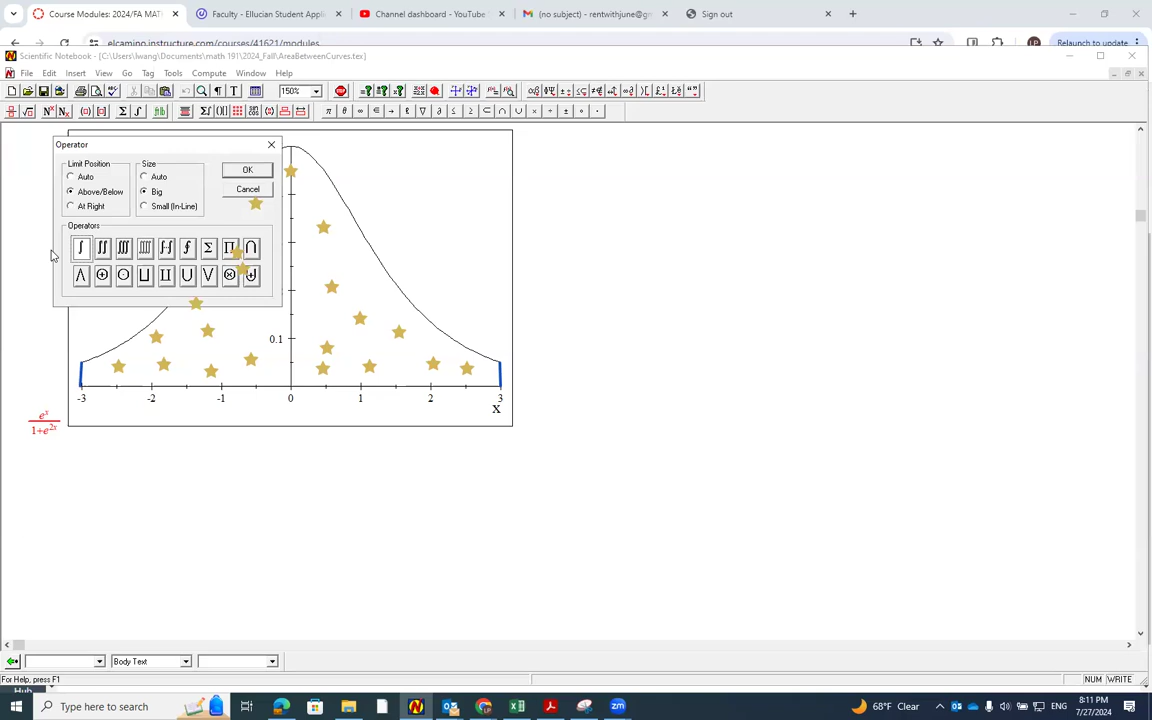 Course Modules: 2024/FA MAT
Faculty - Ellucian Student Appli
Channel dashboard - YouTube
(no subject) - rentwithjune@gm
Sign out
elcamino.instructure.com/courses/41621/modules
Relaunch to update
Scientific Notebook - [C:\Users\lwang\Documents\math 191\2024_Fall\AreaBetweenCurves.tex]
File Edit Insert View Go Tag Tools Compute Window Help
150%
Operator
Limit Position
Auto
Above/Below
At Right
Size
Auto
Big
Small (In-Line)
OK
Cancel
Operators
∫ ∬ ∭ ⨌ ∫···∫ ∮ Σ Π ∩
Λ ⊕ ⊙ ⊔ ∐ ∪ V ⊗ ⊎
0.1
-3 -2 -1 0 1 2 3
x
e^x
1+e^2x
Body Text
For Help, press F1
NUM WRITE
Type here to search
68°F Clear
ENG
8:11 PM
7/27/2024